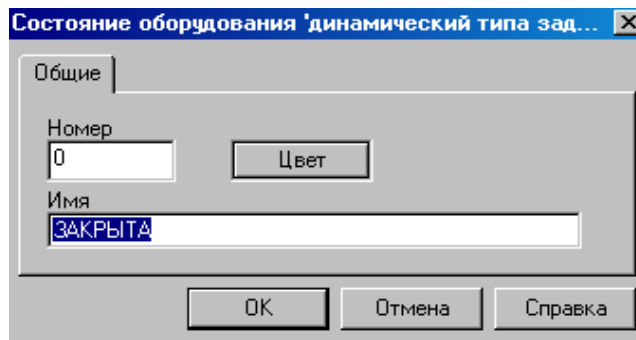 Состояние оборудования 'динамический типа зад...
Общие
Номер
0
Цвет
Имя
ЗАКРЫТА
OK
Отмена
Справка